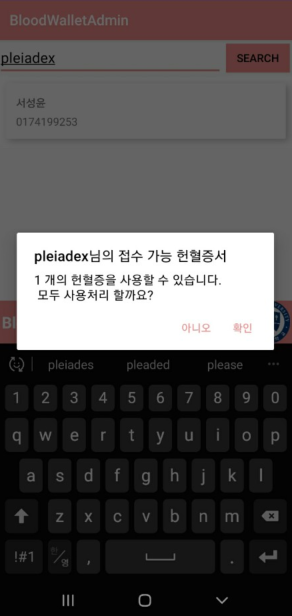 BloodWalletAdmin
pleiadex
SEARCH
서성윤
0174199253
pleiadex님의 접수 가능 헌혈증서
1 개의 헌혈증을 사용할 수 있습니다.
모두 사용처리 할까요?
아니오 확인
Bl
pleiades pleaded please ...
1 2 3 4 5 6 7 8 9 0
q w e r t y u i o p
a s d f g h j k l
z x c v b n m
!#1 한/영 , .